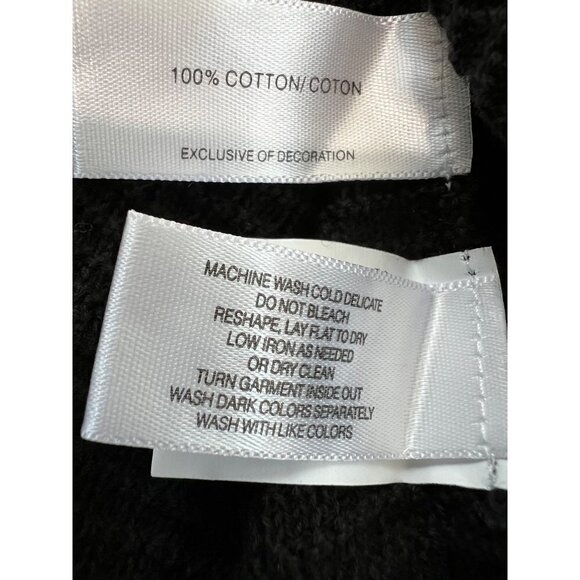 100% COTTON/COTON
EXCLUSIVE OF DECORATION
MACHINE WASH COLD DELICATE
DO NOT BLEACH
RESHAPE, LAY FLAT TO DRY
LOW IRON AS NEEDED
OR DRY CLEAN
TURN GARMENT INSIDE OUT
WASH DARK COLORS SEPARATELY
WASH WITH LIKE COLORS